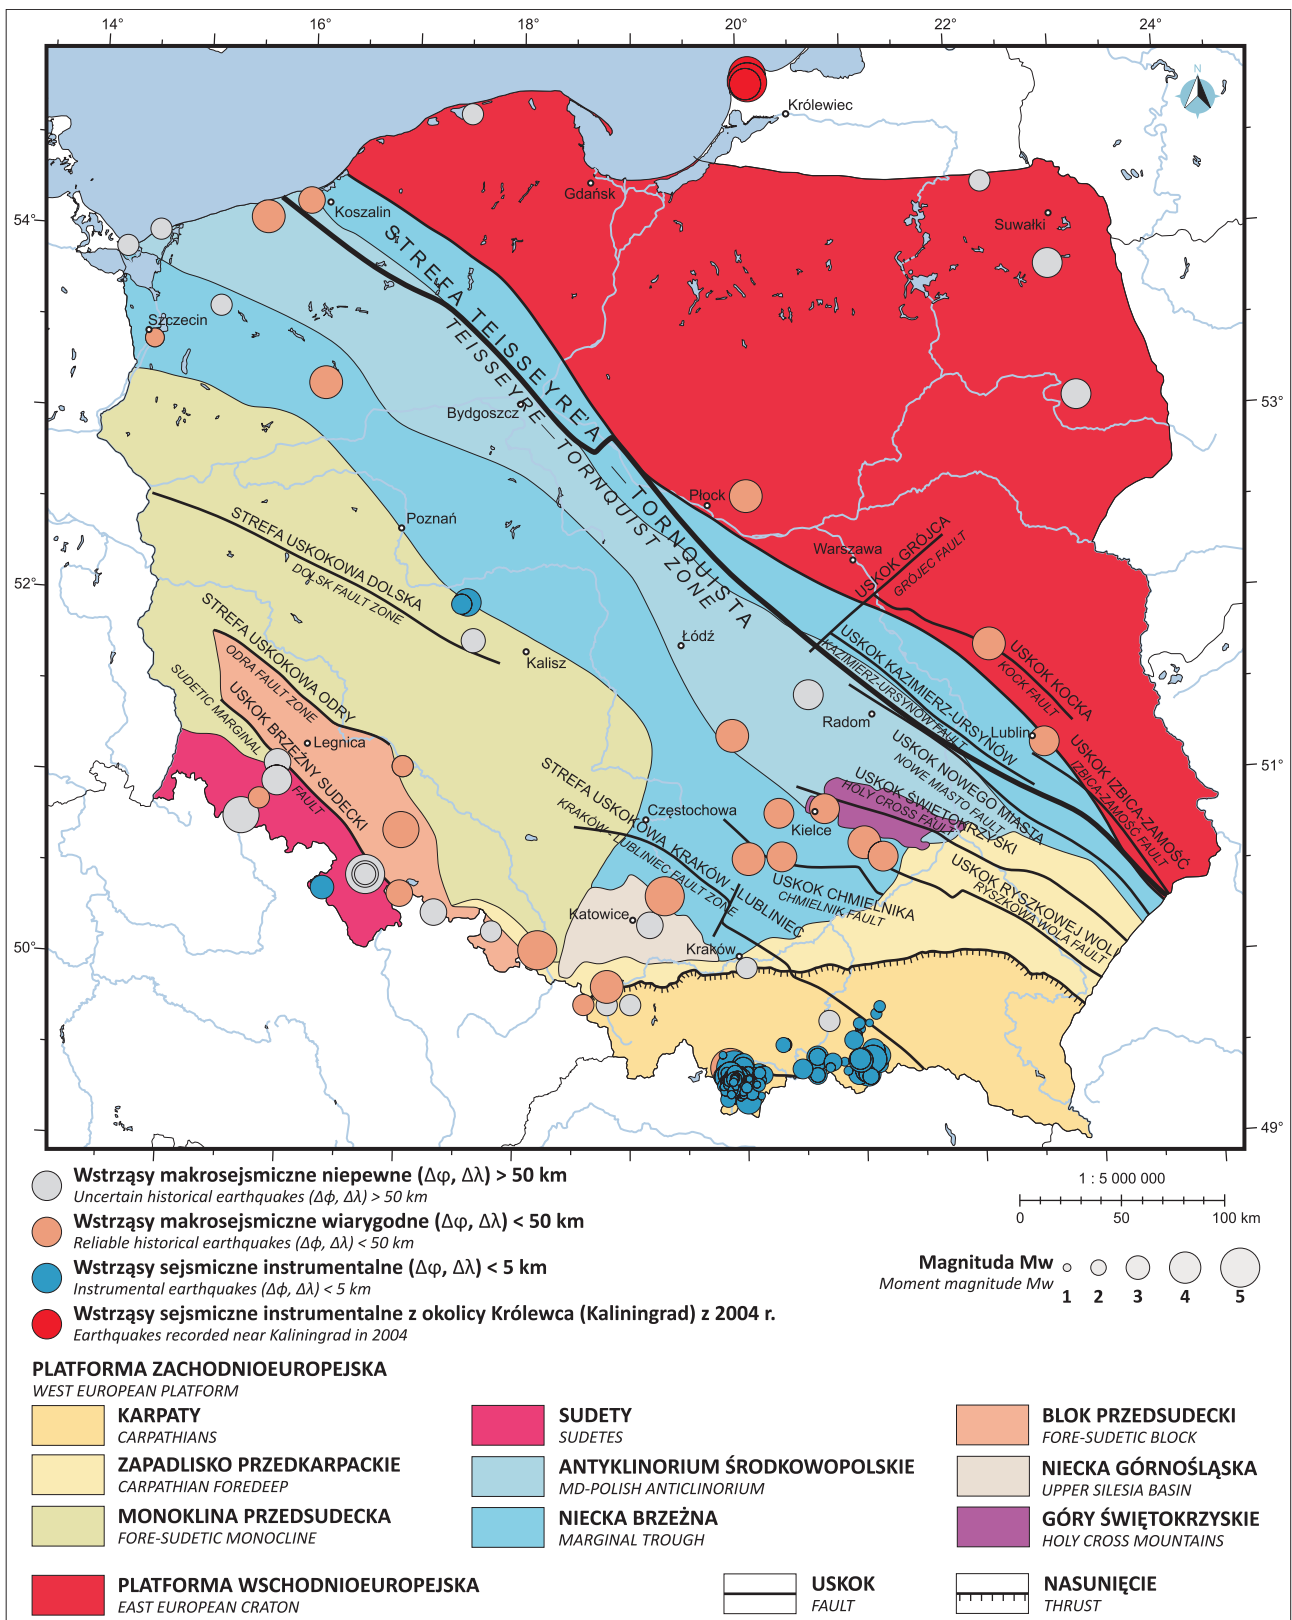 14°
16°
18°
20°
22°
24°
N
Królewiec
Gdańsk
Koszalin
Suwałki
54°
Szczecin
STREFA TEISSEYRE'A — TORNQUISTA
TEISSEYRE — TORNQUIST ZONE
53°
Bydgoszcz
Płock
Poznań
STREFA USKOKOWA DOLSKA
DOLSK FAULT ZONE
Warszawa
USKOK GRÓJCA
GRÓJEC FAULT
52°
STREFA USKOKOWA ODRY
ODRA FAULT ZONE
Kalisz
Łódź
USKOK KAZIMIERZ-URSYNÓW
KAZIMIERZ-URSYNÓW FAULT
USKOK KOCKA
KOCK FAULT
SUDETIC MARGINAL FAULT
USKOK BRZEŻNY SUDECKI
Legnica
Radom
Lublin
USKOK NOWEGO MIASTA
NOWE MIASTO FAULT
USKOK IZBICA-ZAMOŚĆ
IZBICA-ZAMOŚĆ FAULT
51°
STREFA USKOKOWA KRAKÓW - LUBLINIEC
KRAKÓW - LUBLINIEC FAULT ZONE
Częstochowa
USKOK ŚWIĘTOKRZYSKI
HOLY CROSS FAULT
Kielce
USKOK CHMIELNIKA
CHMIELNIK FAULT
USKOK RYSZKOWEJ WOLI
RYSZKOWA WOLA FAULT
Katowice
50°
Kraków
49°
Wstrząsy makrosejsmiczne niepewne (Δφ, Δλ) > 50 km
Uncertain historical earthquakes (Δϕ, Δλ) > 50 km
Wstrząsy makrosejsmiczne wiarygodne (Δφ, Δλ) < 50 km
Reliable historical earthquakes (Δϕ, Δλ) < 50 km
Wstrząsy sejsmiczne instrumentalne (Δφ, Δλ) < 5 km
Instrumental earthquakes (Δϕ, Δλ) < 5 km
Wstrząsy sejsmiczne instrumentalne z okolicy Królewca (Kaliningrad) z 2004 r.
Earthquakes recorded near Kaliningrad in 2004
1 : 5 000 000
0 50 100 km
Magnituda Mw
Moment magnitude Mw
1 2 3 4 5
PLATFORMA ZACHODNIOEUROPEJSKA
WEST EUROPEAN PLATFORM
KARPATY
CARPATHIANS
SUDETY
SUDETES
BLOK PRZEDSUDECKI
FORE-SUDETIC BLOCK
ZAPADLISKO PRZEDKARPACKIE
CARPATHIAN FOREDEEP
ANTYKLINORIUM ŚRODKOWOPOLSKIE
MD-POLISH ANTICLINORIUM
NIECKA GÓRNOŚLĄSKA
UPPER SILESIA BASIN
MONOKLINA PRZEDSUDECKA
FORE-SUDETIC MONOCLINE
NIECKA BRZEŻNA
MARGINAL TROUGH
GÓRY ŚWIĘTOKRZYSKIE
HOLY CROSS MOUNTAINS
PLATFORMA WSCHODNIOEUROPEJSKA
EAST EUROPEAN CRATON
USKOK
FAULT
NASUNIĘCIE
THRUST